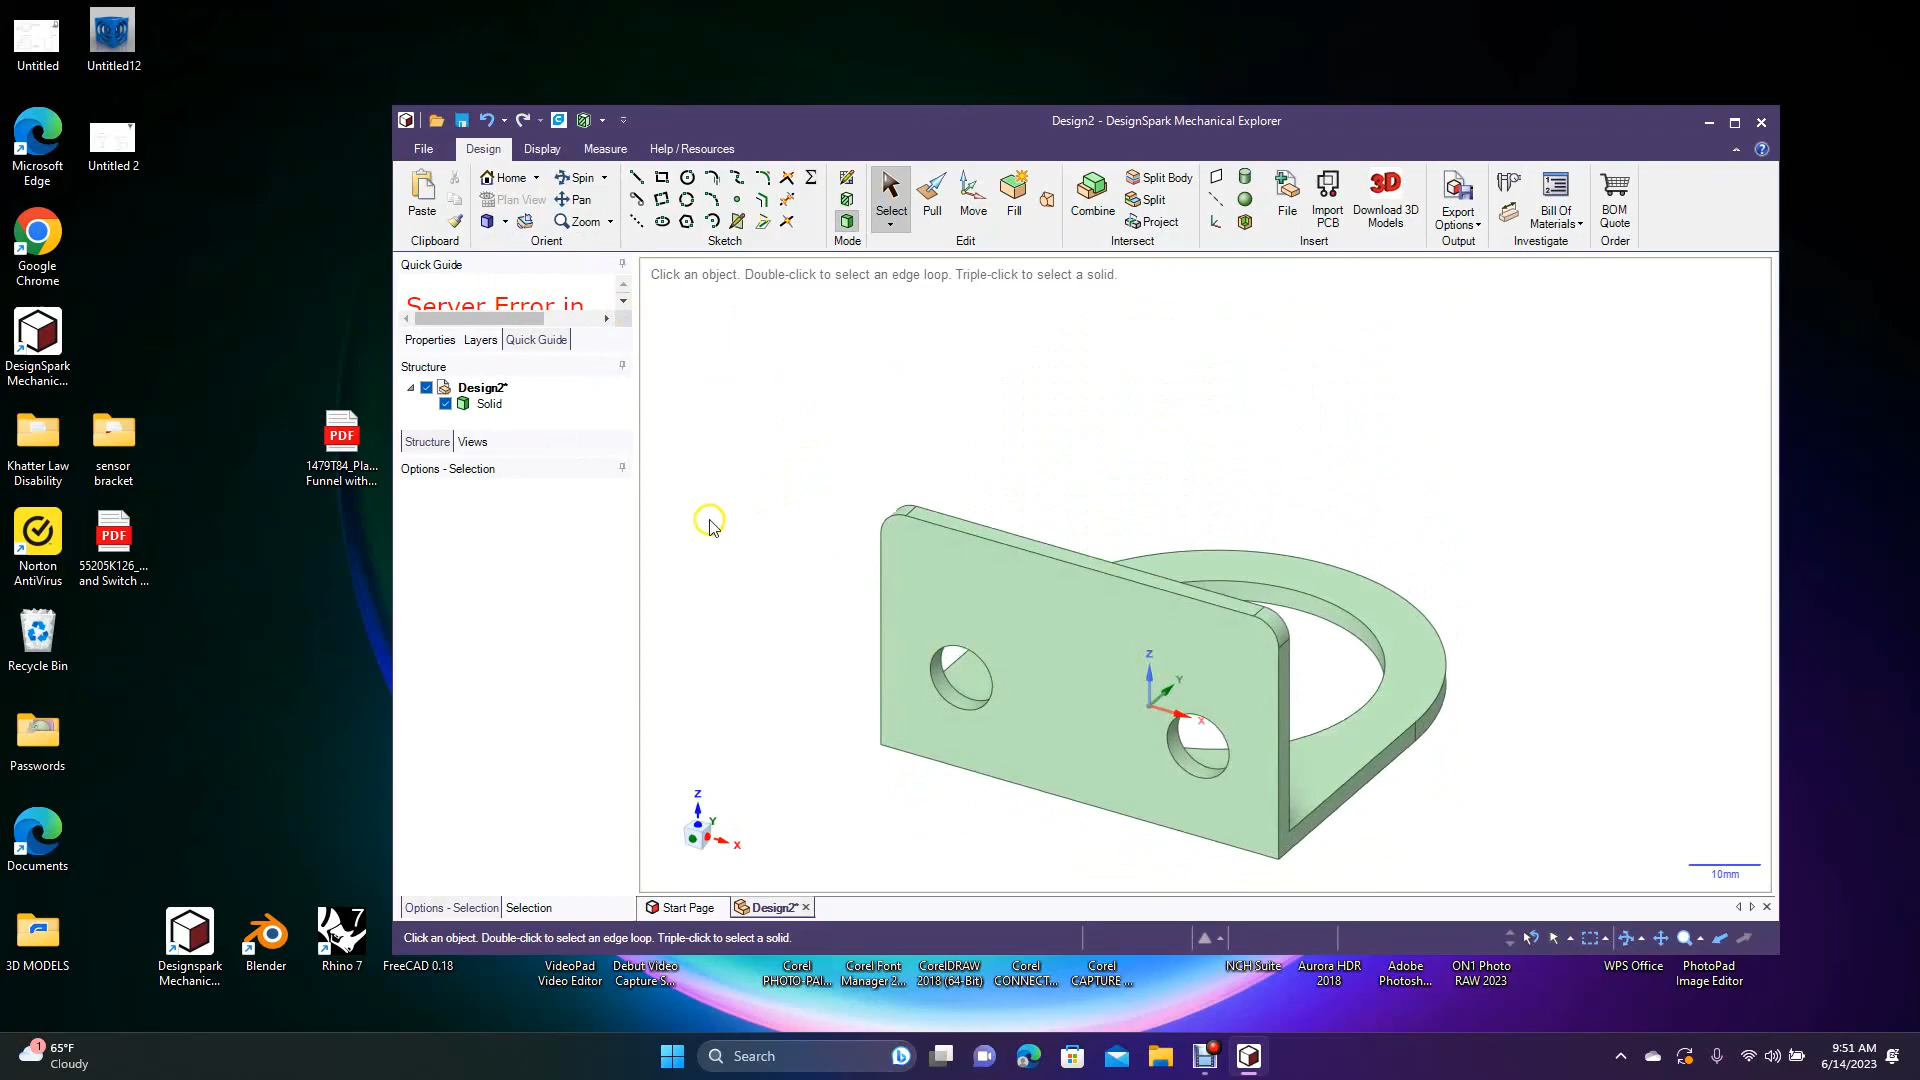 Untitled
Untitled12
Microsoft Edge
Untitled 2
Google Chrome
DesignSpark Mechanic...
Khatter Law Disability
sensor bracket
PDF
1479T84_Pla... Funnel with...
Norton AntiVirus
PDF
55205K126_... and Switch ...
Recycle Bin
Passwords
Documents
3D MODELS
Designspark Mechanic...
Blender
7
Rhino 7
FreeCAD 0.18
VideoPad Video Editor
Debut Video Capture S...
Corel PHOTO-PAI...
Corel Font Manager 2...
CorelDRAW 2018 (64-Bit)
Corel CONNECT...
Corel CAPTURE ...
NCH Suite
Aurora HDR 2018
Adobe Photosh...
ON1 Photo RAW 2023
WPS Office
PhotoPad Image Editor
Design2 - DesignSpark Mechanical Explorer
File Design Display Measure Help / Resources
Paste
Clipboard
Home
Plan View
Spin
Pan
Zoom
Orient
Sketch
Mode
Select
Pull
Move
Fill
Edit
Combine
Split Body
Split
Project
Intersect
File
Import PCB
3D
Download 3D Models
Insert
Export Options
Output
Bill Of Materials
Investigate
BOM Quote
Order
Quick Guide
Server Error in
Properties Layers Quick Guide
Structure
Design2*
Solid
Structure Views
Options - Selection
Options - Selection Selection
Click an object. Double-click to select an edge loop. Triple-click to select a solid.
Z
Y
X
Z
Y
X
10mm
Start Page
Design2*
Click an object. Double-click to select an edge loop. Triple-click to select a solid.
1
65°F
Cloudy
Search
9:51 AM
6/14/2023